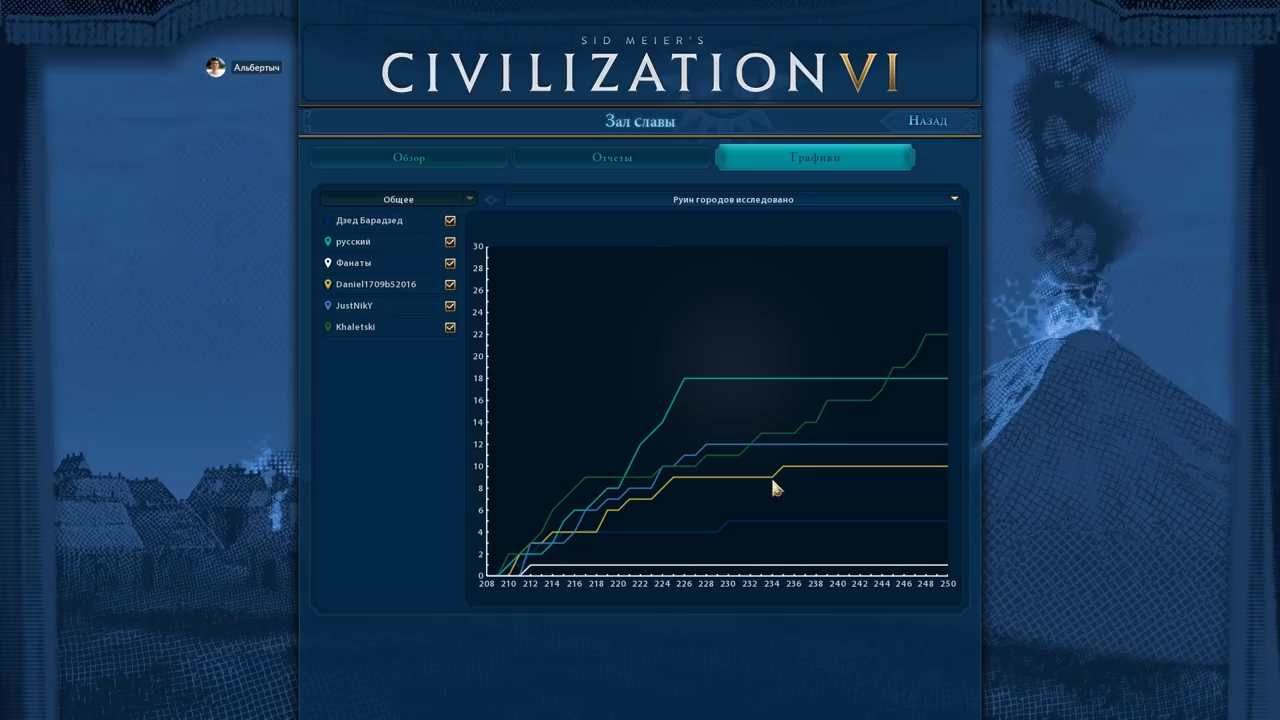 SID MEIER'S
CIVILIZATION VI
Альбертыч
Зал славы
Назад
Обзор
Отчеты
Графики
Общее
Руин городов исследовано
Дзед Барадзед
русский
Фанаты
Daniel1709b52016
JustNikY
Khaletski
30
28
26
24
22
20
18
16
14
12
10
8
6
4
2
0
208 210 212 214 216 218 220 222 224 226 228 230 232 234 236 238 240 242 244 246 248 250